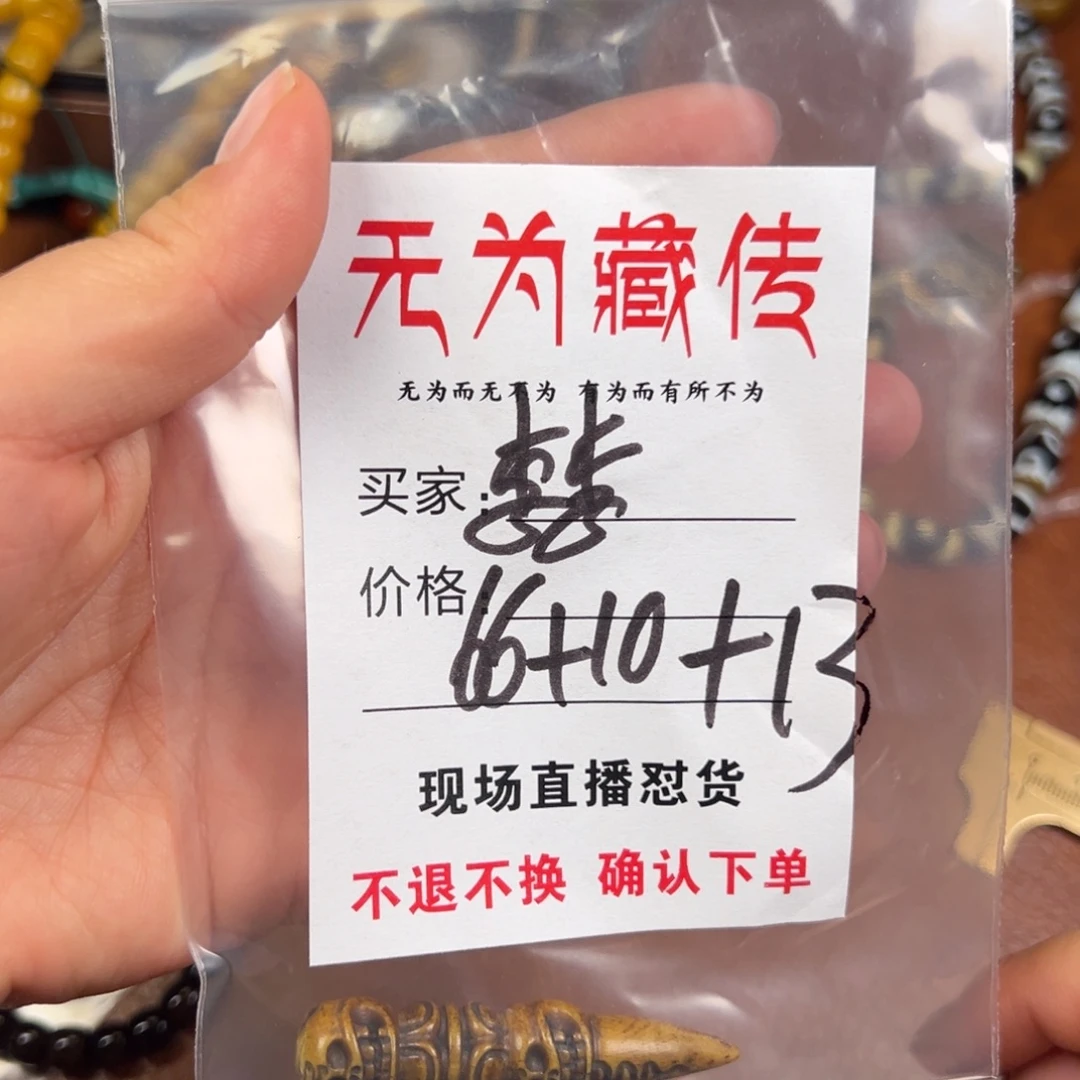 无为藏传
无为而无不为 有为而有所不为
买家：
价格：66+10+13
现场直播怼货
不退不换 确认下单